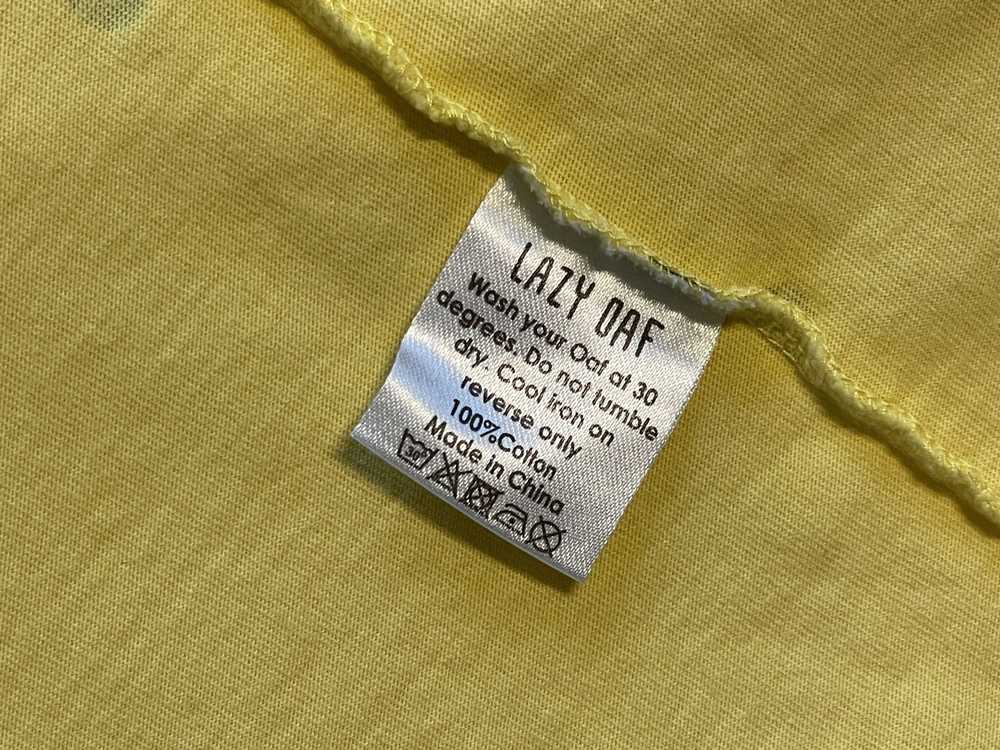 LAZY OAF
Wash your Oaf at 30
degrees. Do not tumble
dry. Cool iron on
reverse only
100%Cotton
Made in China
30°